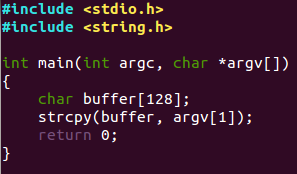 #include <stdio.h>
#include <string.h>

int main(int argc, char *argv[])
{
    char buffer[128];
    strcpy(buffer, argv[1]);
    return 0;
}